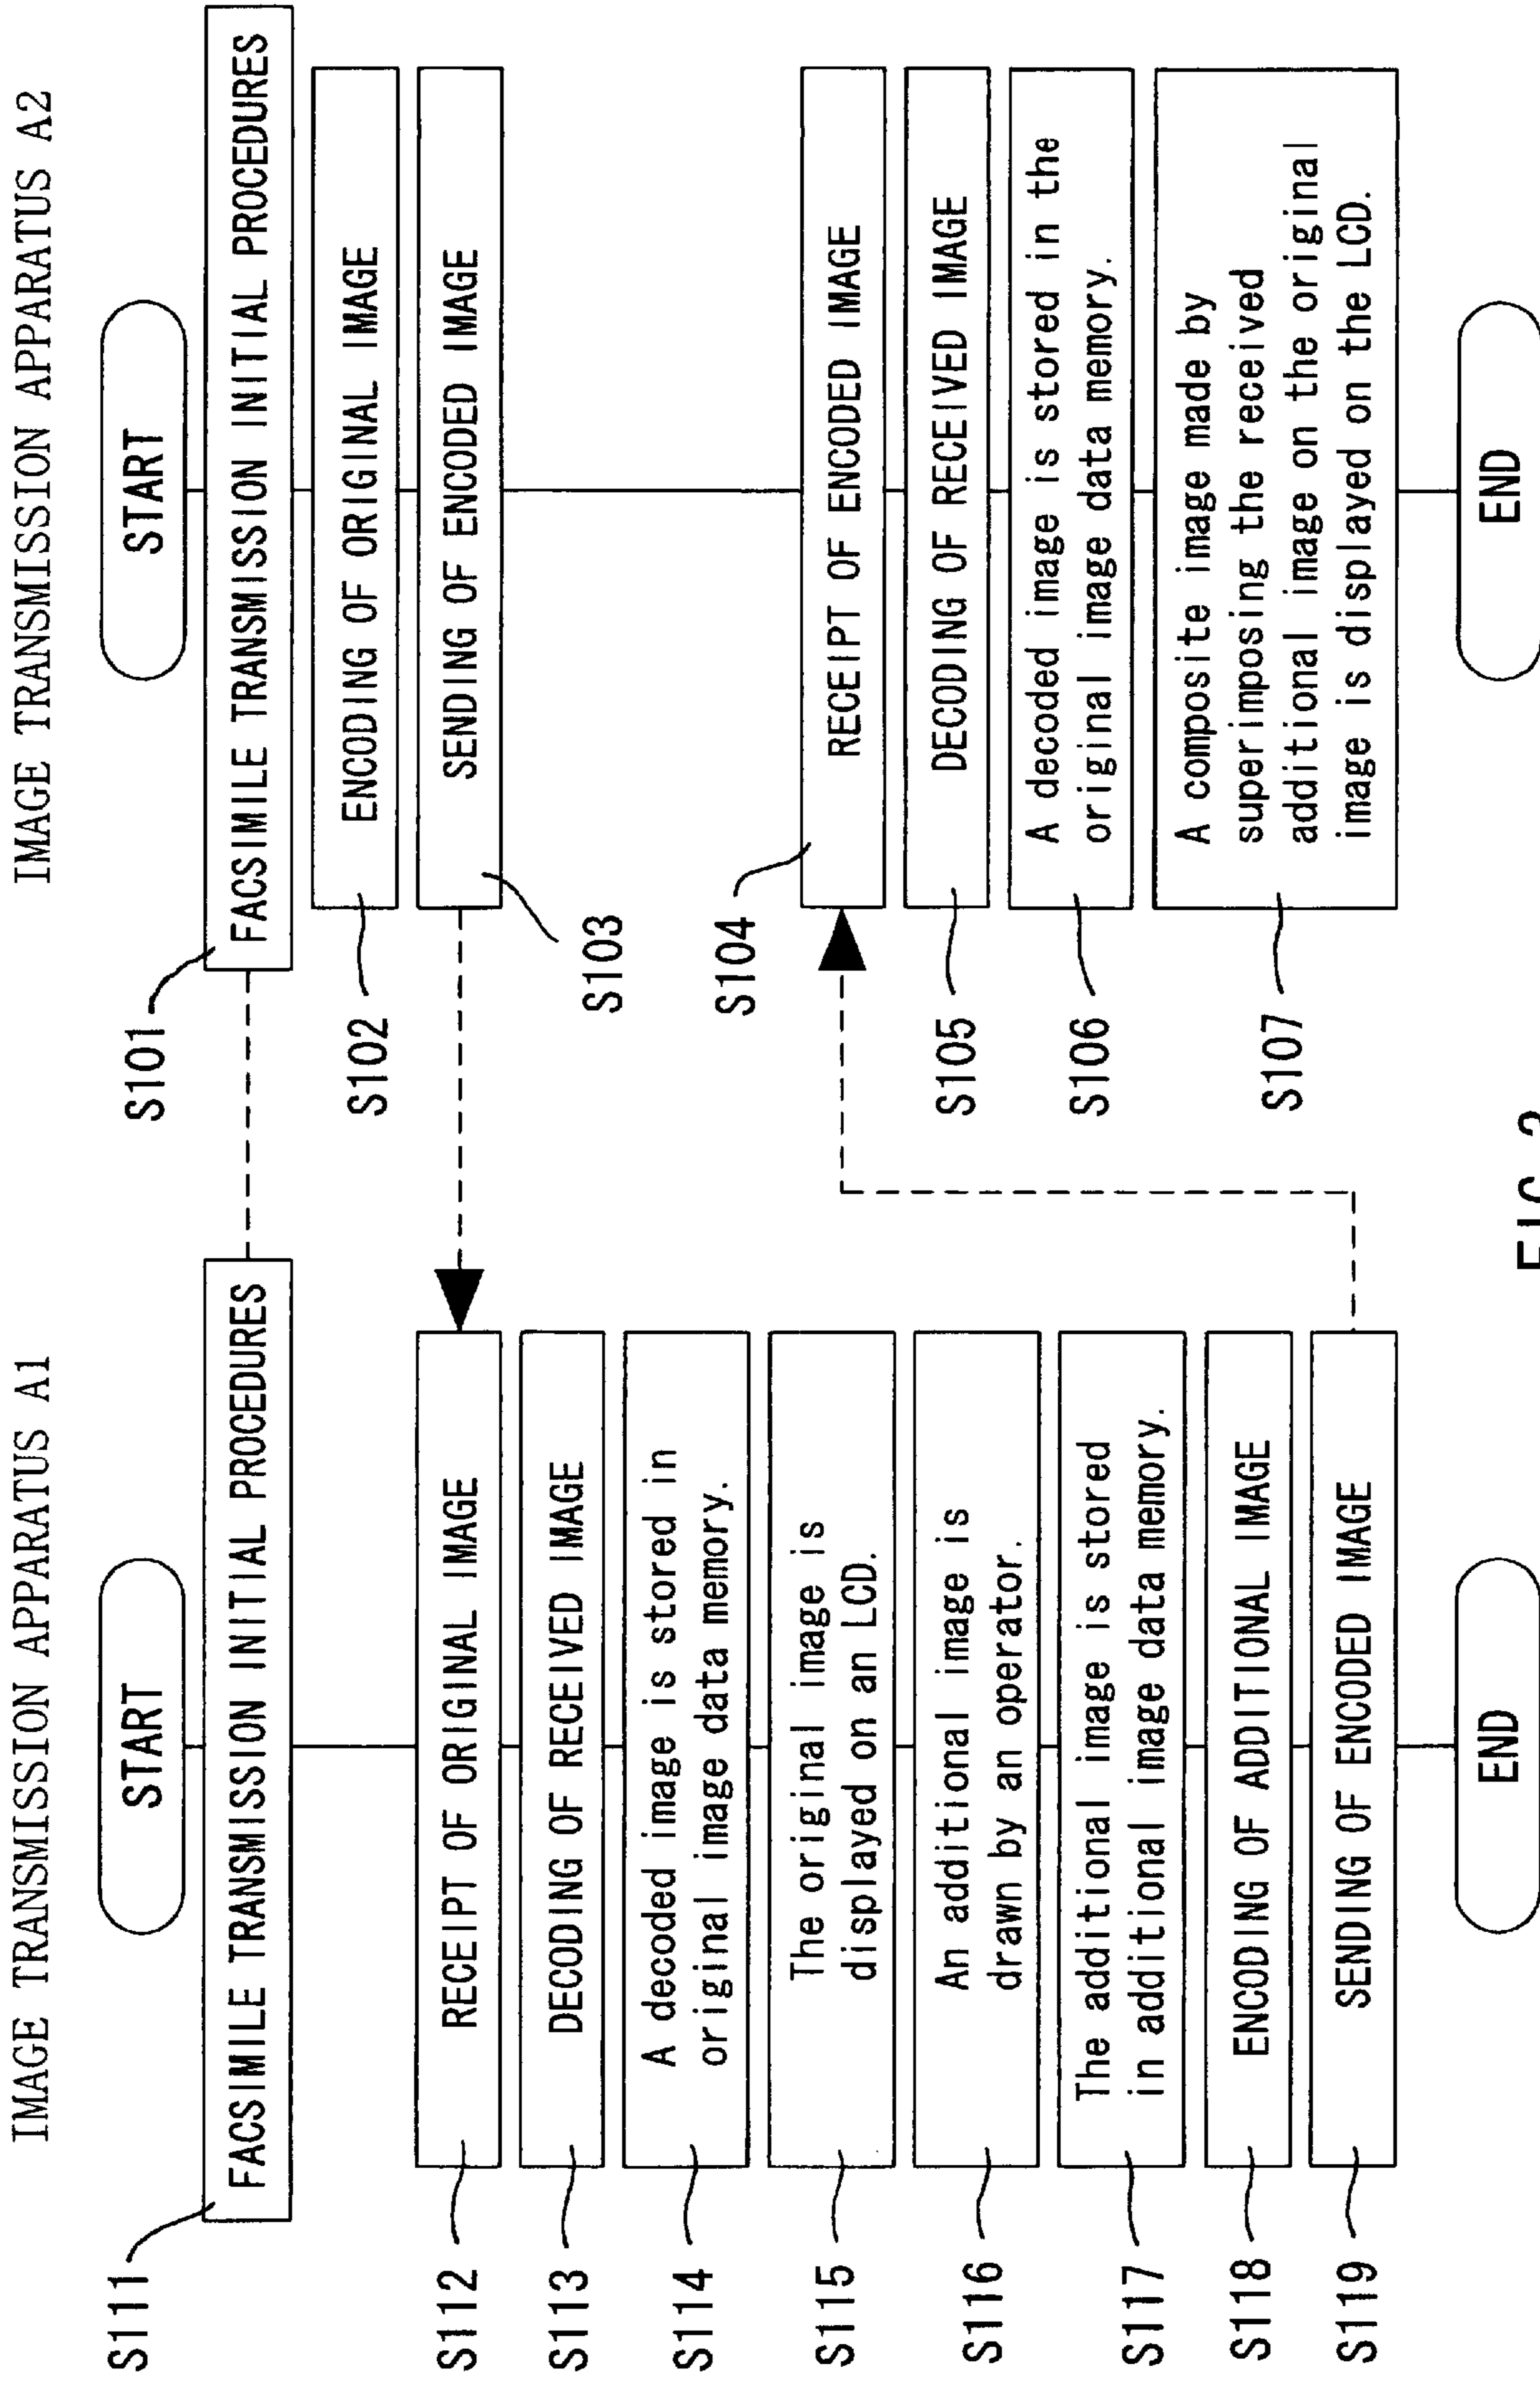 IMAGE TRANSMISSION APPARATUS A1
START
S111
FACSIMILE TRANSMISSION INITIAL PROCEDURES
S112
RECEIPT OF ORIGINAL IMAGE
S113
DECODING OF RECEIVED IMAGE
S114
A decoded image is stored in
original image data memory.
S115
The original image is
displayed on an LCD.
S116
An additional image is
drawn by an operator.
S117
The additional image is stored
in additional image data memory.
S118
ENCODING OF ADDITIONAL IMAGE
S119
SENDING OF ENCODED IMAGE
END
IMAGE TRANSMISSION APPARATUS A2
START
S101
FACSIMILE TRANSMISSION INITIAL PROCEDURES
S102
ENCODING OF ORIGINAL IMAGE
S103
SENDING OF ENCODED IMAGE
S104
RECEIPT OF ENCODED IMAGE
S105
DECODING OF RECEIVED IMAGE
S106
A decoded image is stored in the
original image data memory.
S107
A composite image made by
superimposing the received
additional image on the original
image is displayed on the LCD.
END